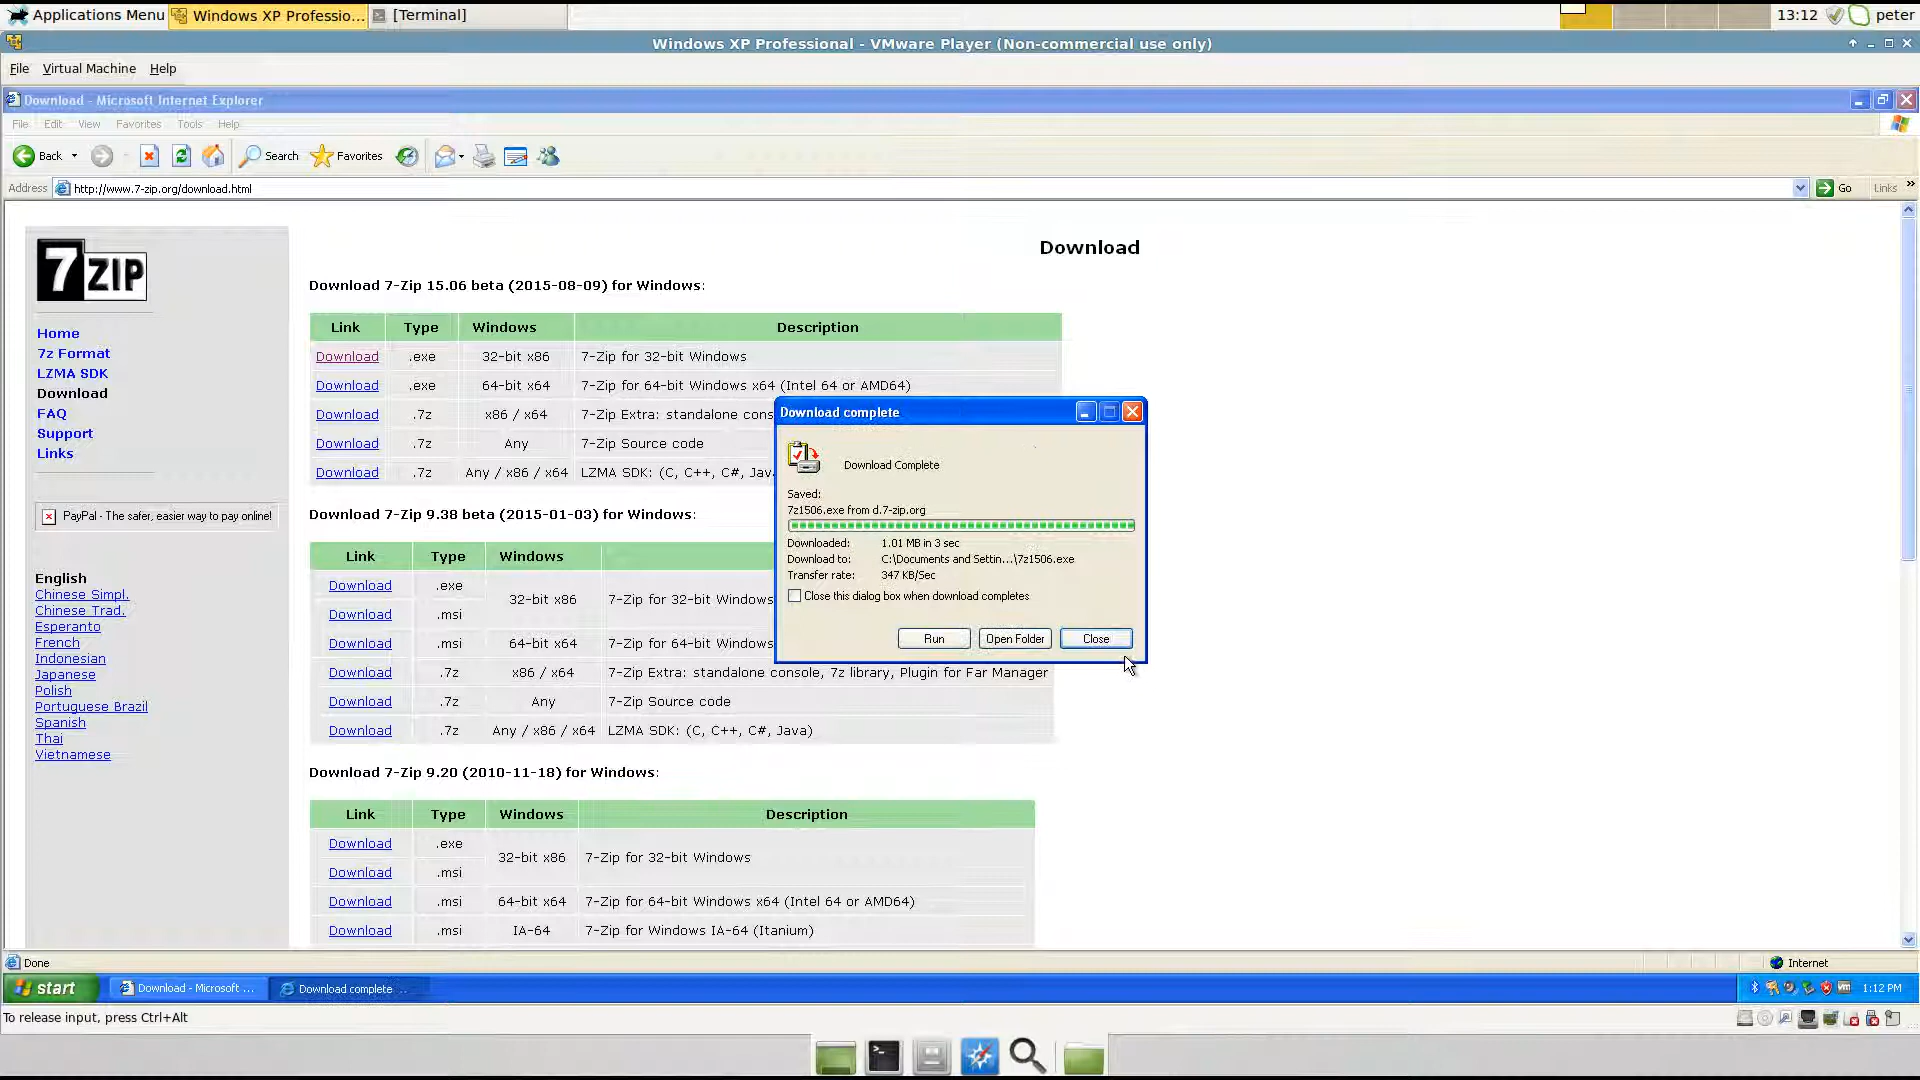 Applications Menu Windows XP Professio... [Terminal] 13:12 peter
Windows XP Professional - VMware Player (Non-commercial use only)
File Virtual Machine Help
Download - Microsoft Internet Explorer
File Edit View Favorites Tools Help
Back Search Favorites
Address http://www.7-zip.org/download.html Go Links »
7 ZIP
Home
7z Format
LZMA SDK
Download
FAQ
Support
Links
PayPal - The safer, easier way to pay online!
English
Chinese Simpl.
Chinese Trad.
Esperanto
French
Indonesian
Japanese
Polish
Portuguese Brazil
Spanish
Thai
Vietnamese
Download
Download 7-Zip 15.06 beta (2015-08-09) for Windows:
Link Type Windows Description
Download .exe 32-bit x86 7-Zip for 32-bit Windows
Download .exe 64-bit x64 7-Zip for 64-bit Windows x64 (Intel 64 or AMD64)
Download .7z x86 / x64 7-Zip Extra: standalone cons
Download .7z Any 7-Zip Source code
Download .7z Any / x86 / x64 LZMA SDK: (C, C++, C#, Jav
Download 7-Zip 9.38 beta (2015-01-03) for Windows:
Link Type Windows
Download .exe
32-bit x86 7-Zip for 32-bit Windows
Download .msi
Download .msi 64-bit x64 7-Zip for 64-bit Windows
Download .7z x86 / x64 7-Zip Extra: standalone console, 7z library, Plugin for Far Manager
Download .7z Any 7-Zip Source code
Download .7z Any / x86 / x64 LZMA SDK: (C, C++, C#, Java)
Download 7-Zip 9.20 (2010-11-18) for Windows:
Link Type Windows Description
Download .exe
32-bit x86 7-Zip for 32-bit Windows
Download .msi
Download .msi 64-bit x64 7-Zip for 64-bit Windows x64 (Intel 64 or AMD64)
Download .msi IA-64 7-Zip for Windows IA-64 (Itanium)
Download complete
Download Complete
Saved:
7z1506.exe from d.7-zip.org
Downloaded: 1.01 MB in 3 sec
Download to: C:\Documents and Settin...\7z1506.exe
Transfer rate: 347 KB/Sec
Close this dialog box when download completes
Run Open Folder Close
Done Internet
start Download - Microsoft ... Download complete ... 1:12 PM
To release input, press Ctrl+Alt